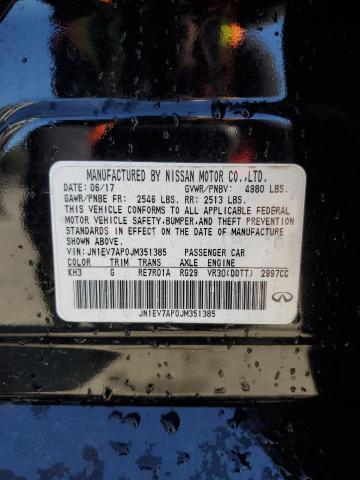 MANUFACTURED BY NISSAN MOTOR CO.,LTD.
DATE: 06/17 GVWR/PNBV: 4980 LBS.
GAWR/PNBE FR: 2546 LBS. RR: 2513 LBS.
THIS VEHICLE CONFORMS TO ALL APPLICABLE FEDERAL
MOTOR VEHICLE SAFETY,BUMPER,AND THEFT PREVENTION
STANDARDS IN EFFECT ON THE DATE OF
MANUFACTURE SHOWN ABOVE.
VIN: JN1EV7AP0JM351385 PASSENGER CAR
COLOR TRIM TRANS AXLE ENGINE
KH3 G RE7R01A RG29 VR30(DDTT) 2997CC
JN1EV7AP0JM351385